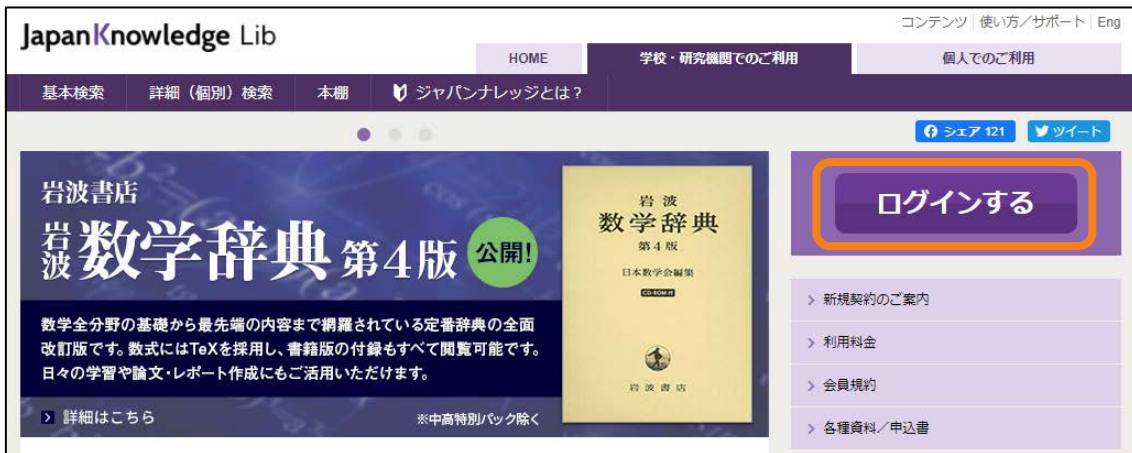 JapanKnowledge Lib
コンテンツ | 使い方／サポート | Eng
HOME
学校・研究機関でのご利用
個人でのご利用
基本検索
詳細（個別）検索
本棚
ジャパンナレッジとは？
シェア 121
ツイート
岩波書店
岩波 数学辞典 第4版
公開!
数学全分野の基礎から最先端の内容まで網羅されている定番辞典の全面
改訂版です。数式にはTeXを採用し、書籍版の付録もすべて閲覧可能です。
日々の学習や論文・レポート作成にもご活用いただけます。
詳細はこちら
※中高特別パック除く
岩波
数学辞典
第4版
日本数学会編集
CD-ROM付
岩波書店
ログインする
新規契約のご案内
利用料金
会員規約
各種資料／申込書